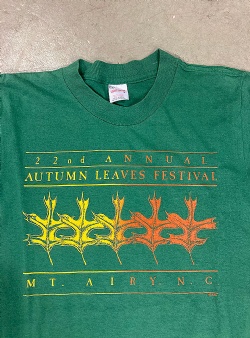 22nd ANNUAL
AUTUMN LEAVES FESTIVAL
MT. AIRY N.C.